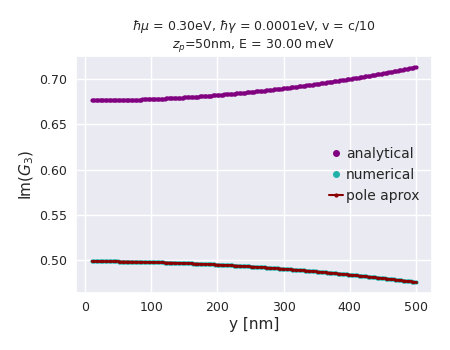 ℏμ = 0.30eV, ℏγ = 0.0001eV, v = c/10
z_p=50nm, E = 30.00 meV
Im(G₃)
0.70
0.65
0.60
0.55
0.50
analytical
numerical
pole aprox
0 100 200 300 400 500
y [nm]